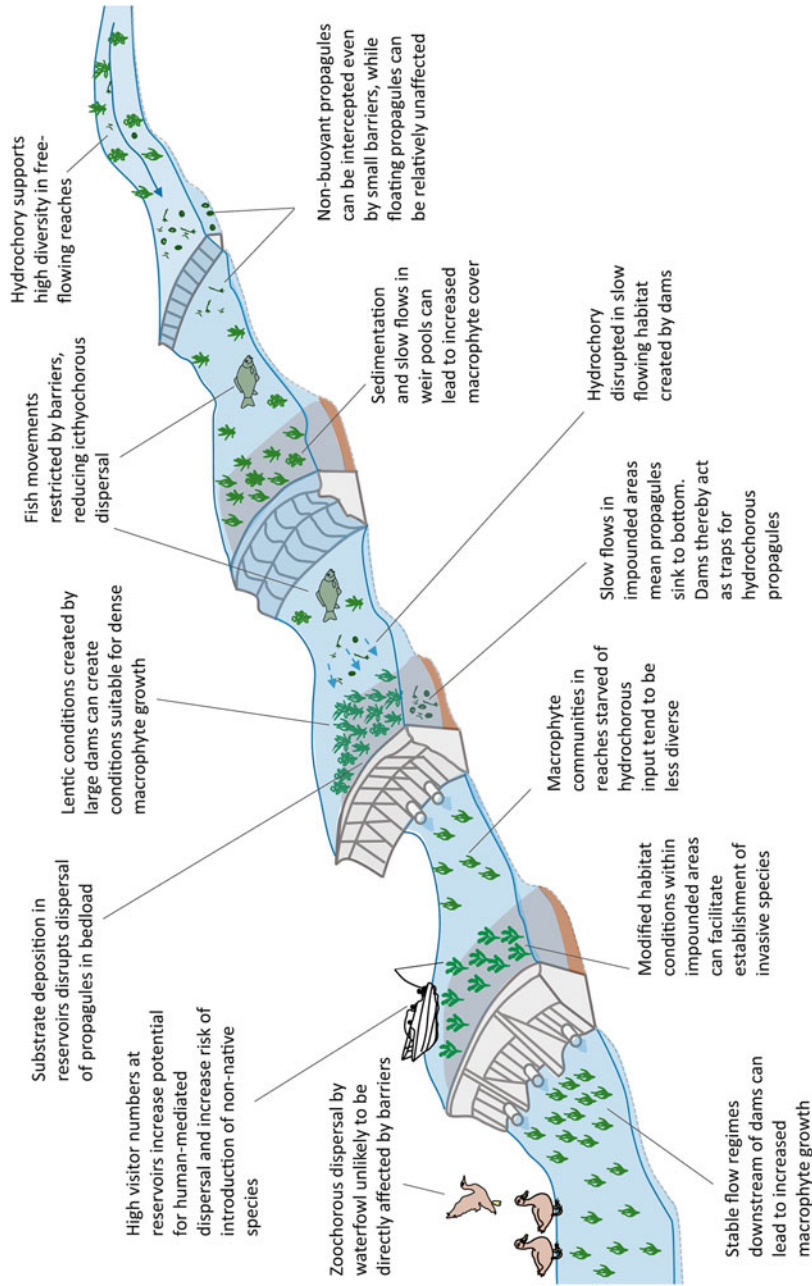 High visitor numbers at
reservoirs increase potential
for human-mediated
dispersal and increase risk of
introduction of non-native
species
Substrate deposition in
reservoirs disrupts dispersal
of propagules in bedload
Lentic conditions created by
large dams can create
conditions suitable for dense
macrophyte growth
Fish movements
restricted by barriers,
reducing icthyochorous
dispersal
Hydrochory supports
high diversity in free-
flowing reaches
Zoochorous dispersal by
waterfowl unlikely to be
directly affected by barriers
Non-buoyant propagules
can be intercepted even
by small barriers, while
floating propagules can
be relatively unaffected
Sedimentation
and slow flows in
weir pools can
lead to increased
macrophyte cover
Hydrochory
disrupted in slow
flowing habitat
created by dams
Slow flows in
impounded areas
mean propagules
sink to bottom.
Dams thereby act
as traps for
hydrochorous
propagules
Macrophyte
communities in
reaches starved of
hydrochorous
input tend to be
less diverse
Modified habitat
conditions within
impounded areas
can facilitate
establishment of
invasive species
Stable flow regimes
downstream of dams can
lead to increased
macrophyte growth